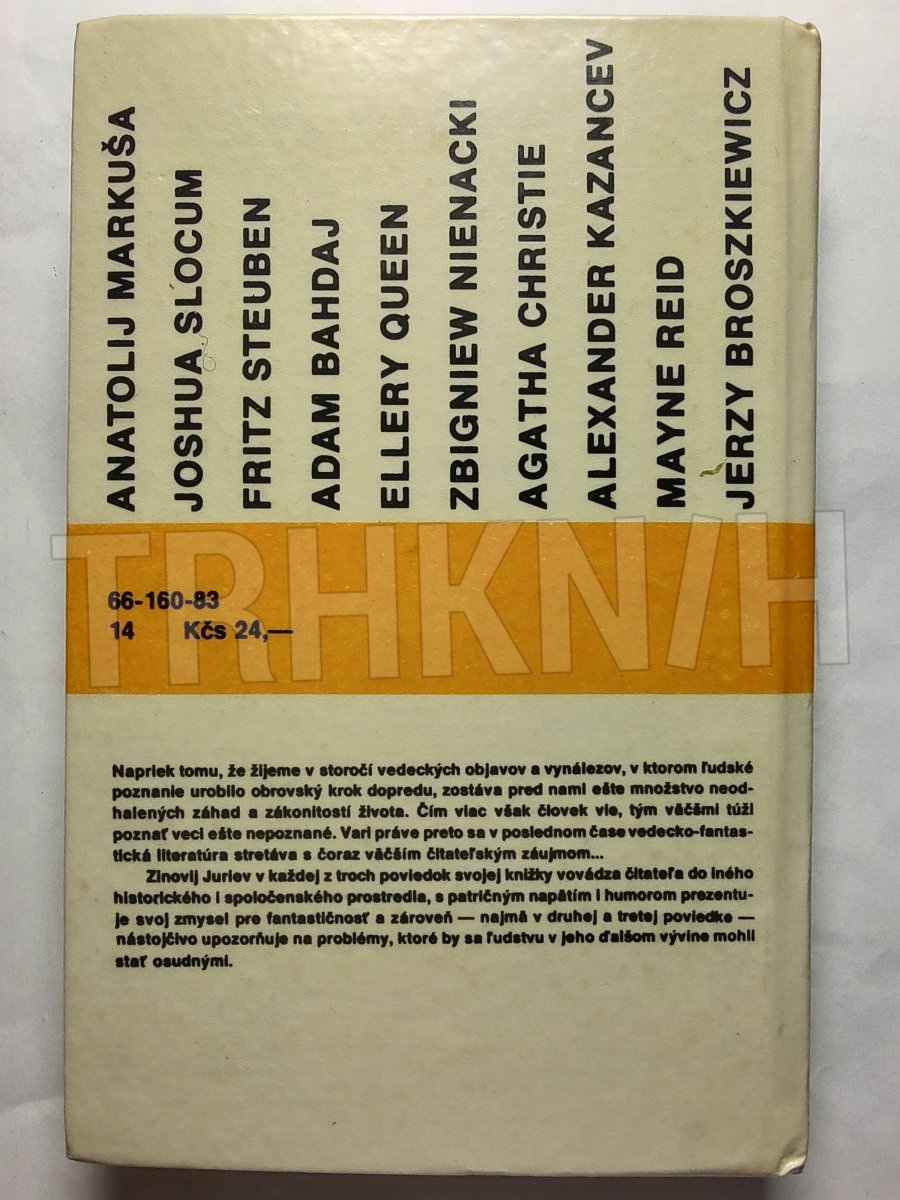 ANATOLIJ MARKUŠA
JOSHUA SLOCUM
FRITZ STEUBEN
ADAM BAHDAJ
ELLERY QUEEN
ZBIGNIEW NIENACKI
AGATHA CHRISTIE
ALEXANDER KAZANCEV
MAYNE REID
JERZY BROSZKIEWICZ
TRHKNIH
66-160-83
14 Kčs 24,—
Napriek tomu, že žijeme v storočí vedeckých objavov a vynálezov, v ktorom ľudské
poznanie urobilo obrovský krok dopredu, zostáva pred nami ešte množstvo neod-
halených záhad a zákonitostí života. Čím viac však človek vie, tým väčšmi túži
poznať veci ešte nepoznané. Vari práve preto sa v poslednom čase vedecko-fantas-
tická literatúra stretáva s čoraz väčším čitateľským záujmom...
Zinovij Juriev v každej z troch poviedok svojej knižky vovádza čitateľa do iného
historického i spoločenského prostredia, s patričným napätím i humorom prezentu-
je svoj zmysel pre fantastičnosť a zároveň — najmä v druhej a tretej poviedke —
nástojčivo upozorňuje na problémy, ktoré by sa ľudstvu v jeho ďalšom vývine mohli
stať osudnými.